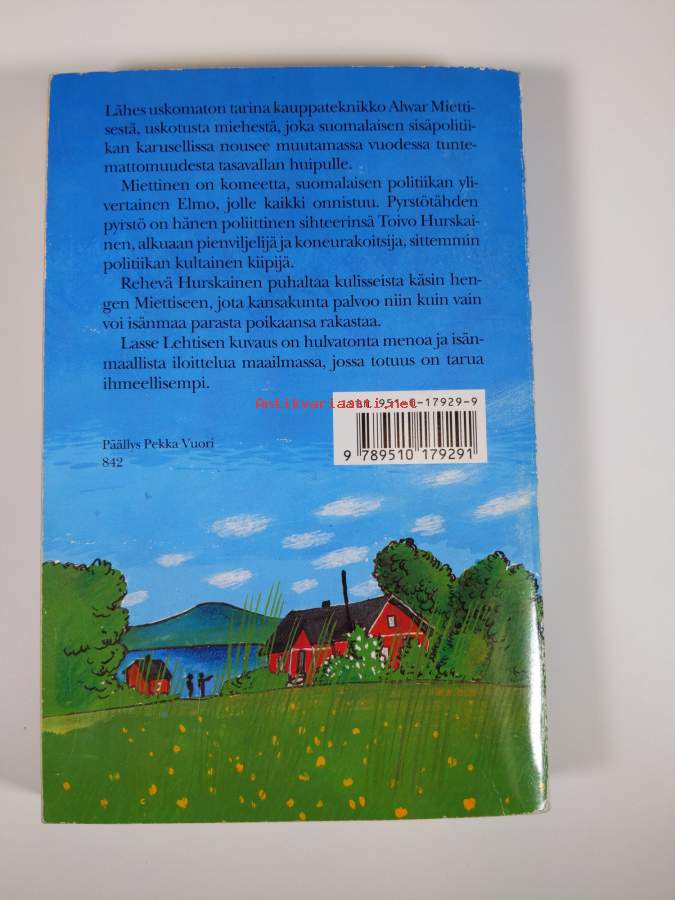 Lähes uskomaton tarina kauppateknikko Alwar Mietti-
sestä, uskotusta miehestä, joka suomalaisen sisäpolitii-
kan karusellissa nousee muutamassa vuodessa tunte-
mattomuudesta tasavallan huipulle.
Miettinen on komeetta, suomalaisen politiikan yli-
vertainen Elmo, jolle kaikki onnistuu. Pyrstötähden
pyrstö on hänen poliittinen sihteerinsä Toivo Hurskai-
nen, alkuaan pienviljelijä ja koneurakoitsija, sittemmin
politiikan kultainen kiipijä.
Rehevä Hurskainen puhaltaa kulisseista käsin hen-
gen Miettiseen, jota kansakunta palvoo niin kuin vain
voi isänmaa parasta poikaansa rakastaa.
Lasse Lehtisen kuvaus on hulvatonta menoa ja isän-
maallista iloittelua maailmassa, jossa totuus on tarua
ihmeellisempi.
Antikvariaatti.net
17929-9
9 789510 179291
Päällys Pekka Vuori
842